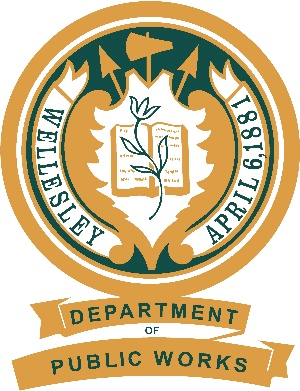 WELLESLEY
APRIL 6, 1881
DEPARTMENT
OF
PUBLIC WORKS